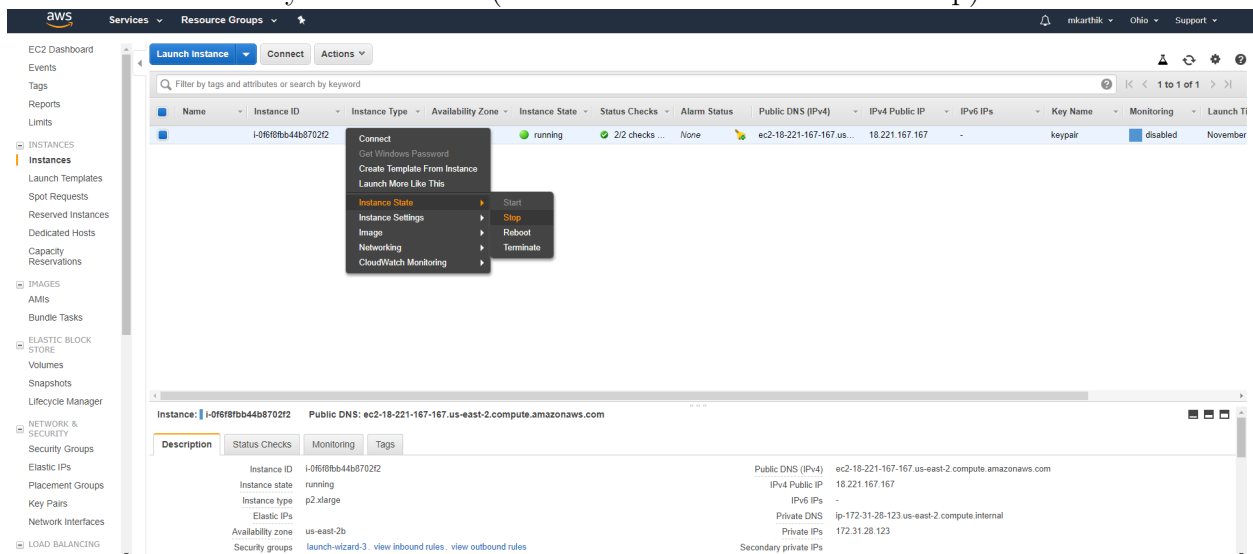 aws Services Resource Groups mkarthik Ohio Support
EC2 Dashboard
Events
Tags
Reports
Limits
INSTANCES
Instances
Launch Templates
Spot Requests
Reserved Instances
Dedicated Hosts
Capacity
Reservations
IMAGES
AMIs
Bundle Tasks
ELASTIC BLOCK
STORE
Volumes
Snapshots
Lifecycle Manager
NETWORK &
SECURITY
Security Groups
Elastic IPs
Placement Groups
Key Pairs
Network Interfaces
LOAD BALANCING
Launch Instance Connect Actions
Filter by tags and attributes or search by keyword 1 to 1 of 1
Name Instance ID Instance Type Availability Zone Instance State Status Checks Alarm Status Public DNS (IPv4) IPv4 Public IP IPv6 IPs Key Name Monitoring Launch Ti
i-0f6f8fbb44b8702f2 running 2/2 checks ... None ec2-18-221-167-167.us... 18.221.167.167 - keypair disabled November
Connect
Get Windows Password
Create Template From Instance
Launch More Like This
Instance State Start
Instance Settings Stop
Image Reboot
Networking Terminate
CloudWatch Monitoring
Instance: i-0f6f8fbb44b8702f2 Public DNS: ec2-18-221-167-167.us-east-2.compute.amazonaws.com
Description Status Checks Monitoring Tags
Instance ID i-0f6f8fbb44b8702f2 Public DNS (IPv4) ec2-18-221-167-167.us-east-2.compute.amazonaws.com
Instance state running IPv4 Public IP 18.221.167.167
Instance type p2.xlarge IPv6 IPs -
Elastic IPs Private DNS ip-172-31-28-123.us-east-2.compute.internal
Availability zone us-east-2b Private IPs 172.31.28.123
Security groups launch-wizard-3. view inbound rules. view outbound rules Secondary private IPs